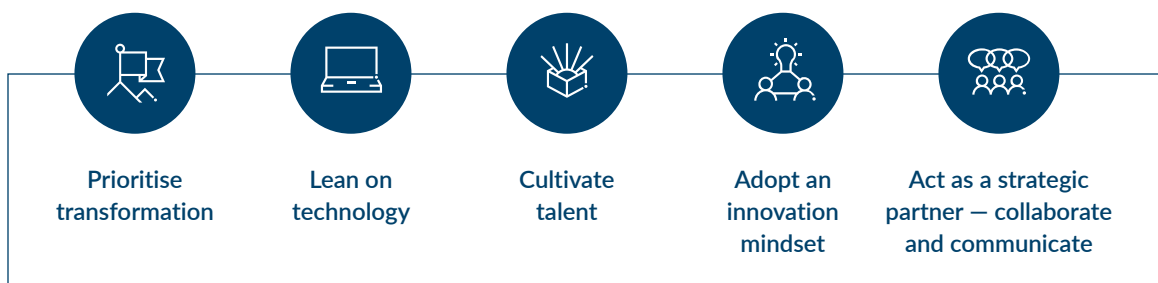 Prioritise
transformation
Lean on
technology
Cultivate
talent
Adopt an
innovation
mindset
Act as a strategic
partner — collaborate
and communicate